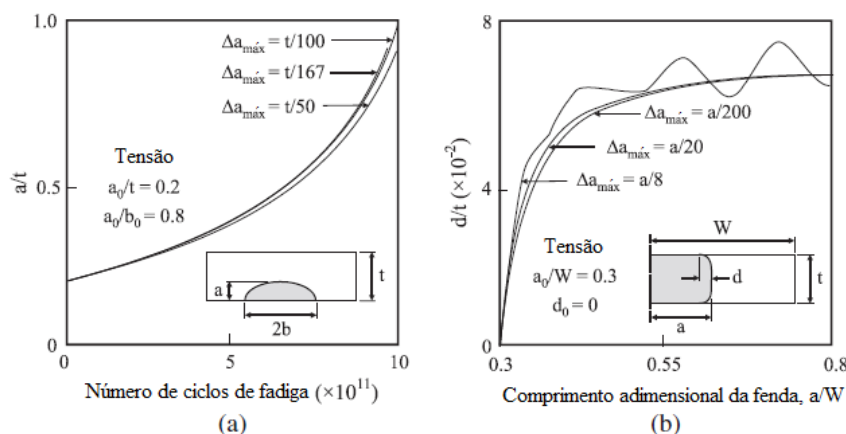 1.0
a/t
0.5
0
0
5
10
Δa_máx = t/100
Δa_máx = t/167
Δa_máx = t/50
Tensão
a₀/t = 0.2
a₀/b₀ = 0.8
a
t
2b
Número de ciclos de fadiga (×10¹¹)
(a)
8
d/t (×10⁻²)
4
0
0.3
0.55
0.8
Δa_máx = a/200
Δa_máx = a/20
Δa_máx = a/8
Tensão
a₀/W = 0.3
d₀ = 0
W
d
t
a
Comprimento adimensional da fenda, a/W
(b)